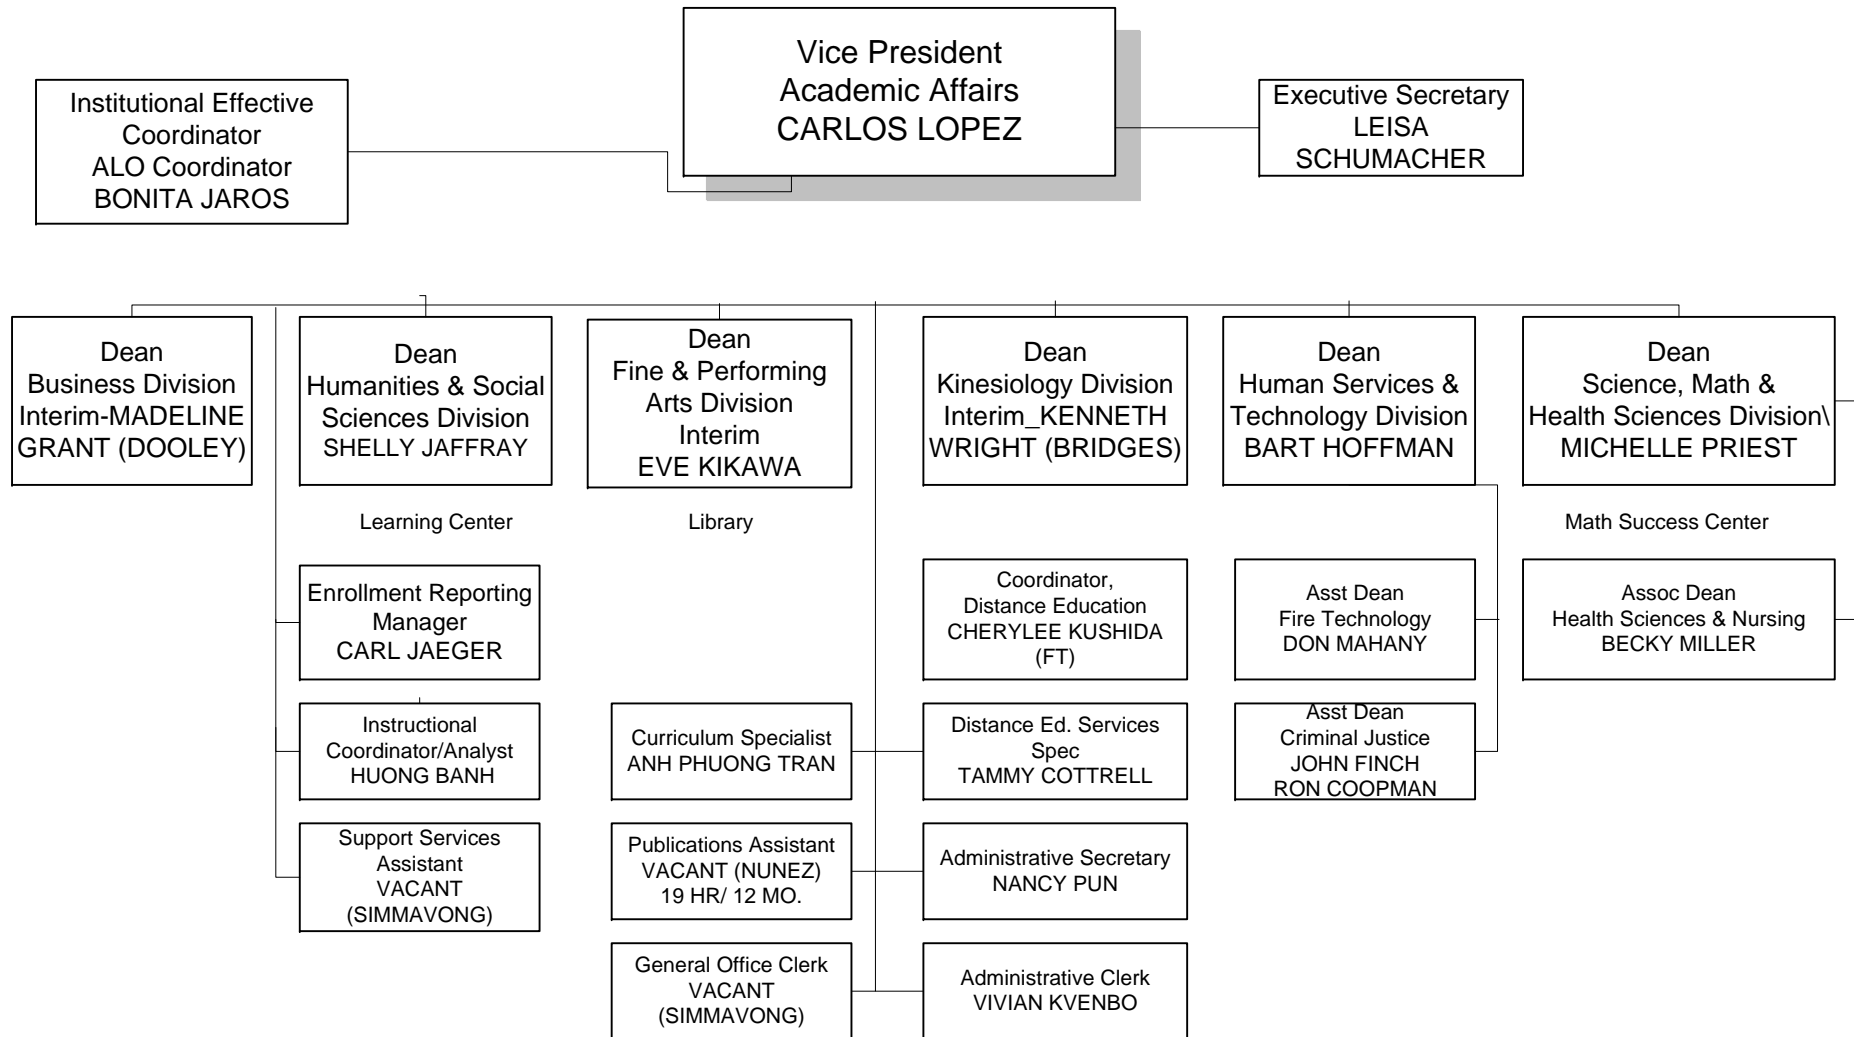 Vice President
Academic Affairs
CARLOS LOPEZ
Institutional Effective
Coordinator
ALO Coordinator
BONITA JAROS
Executive Secretary
LEISA
SCHUMACHER
Dean
Business Division
Interim-MADELINE
GRANT (DOOLEY)
Dean
Humanities & Social
Sciences Division
SHELLY JAFFRAY
Dean
Fine & Performing
Arts Division
Interim
EVE KIKAWA
Dean
Kinesiology Division
Interim_KENNETH
WRIGHT (BRIDGES)
Dean
Human Services &
Technology Division
BART HOFFMAN
Dean
Science, Math &
Health Sciences Division\
MICHELLE PRIEST
Learning Center
Library
Math Success Center
Enrollment Reporting
Manager
CARL JAEGER
Coordinator,
Distance Education
CHERYLEE KUSHIDA
(FT)
Asst Dean
Fire Technology
DON MAHANY
Assoc Dean
Health Sciences & Nursing
BECKY MILLER
Instructional
Coordinator/Analyst
HUONG BANH
Curriculum Specialist
ANH PHUONG TRAN
Distance Ed. Services
Spec
TAMMY COTTRELL
Asst Dean
Criminal Justice
JOHN FINCH
RON COOPMAN
Support Services
Assistant
VACANT
(SIMMAVONG)
Publications Assistant
VACANT (NUNEZ)
19 HR/ 12 MO.
Administrative Secretary
NANCY PUN
General Office Clerk
VACANT
(SIMMAVONG)
Administrative Clerk
VIVIAN KVENBO